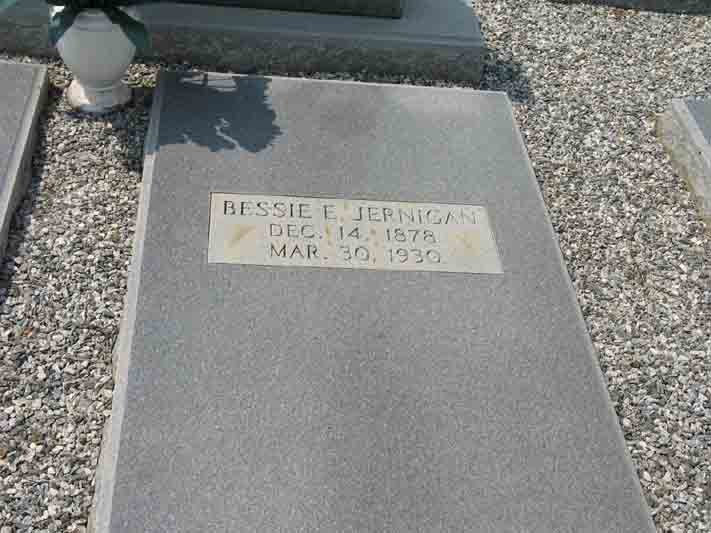 BESSIE E. JERNIGAN
DEC. 14, 1878
MAR. 30, 1930